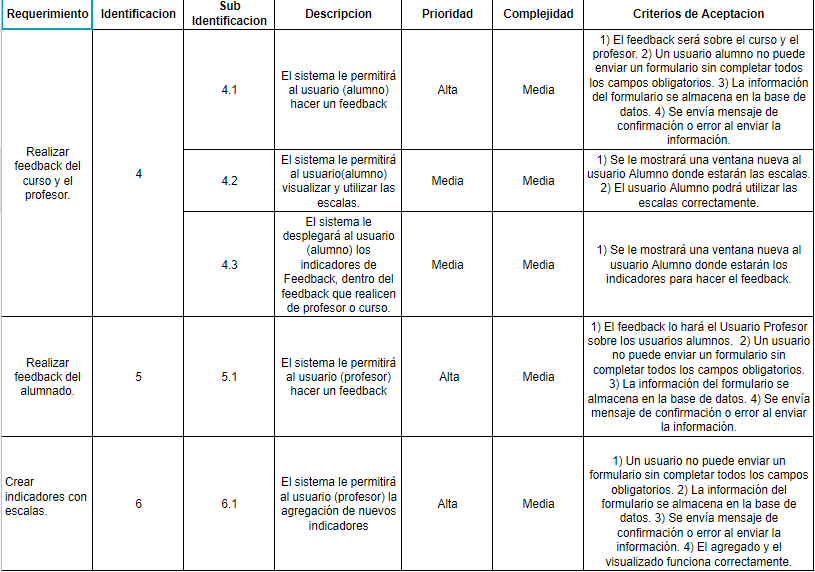 Requerimiento
Identificacion
Sub
Identificacion
Descripcion
Prioridad
Complejidad
Criterios de Aceptacion
Realizar
feedback del
curso y el
profesor.
4
4.1
El sistema le permitirá
al usuario (alumno)
hacer un feedback
Alta
Media
1) El feedback será sobre el curso y el
profesor. 2) Un usuario alumno no puede
enviar un formulario sin completar todos
los campos obligatorios. 3) La información
del formulario se almacena en la base de
datos. 4) Se envía mensaje de
confirmación o error al enviar la
información.
4.2
El sistema le permitirá
al usuario(alumno)
visualizar y utilizar las
escalas.
Media
Media
1) Se le mostrará una ventana nueva al
usuario Alumno donde estarán las escalas.
2) El usuario Alumno podrá utilizar las
escalas correctamente.
4.3
El sistema le
desplegará al usuario
(alumno) los
indicadores de
Feedback, dentro del
feedback que realicen
de profesor o curso.
Media
Media
1) Se le mostrará una ventana nueva al
usuario Alumno donde estarán los
indicadores para hacer el feedback.
Realizar
feedback del
alumnado.
5
5.1
El sistema le permitirá
al usuario (profesor)
hacer un feedback
Alta
Media
1) El feedback lo hará el Usuario Profesor
sobre los usuarios alumnos. 2) Un usuario
no puede enviar un formulario sin
completar todos los campos obligatorios.
3) La información del formulario se
almacena en la base de datos. 4) Se envía
mensaje de confirmación o error al enviar
la información.
Crear
indicadores con
escalas.
6
6.1
El sistema le permitirá
al usuario (profesor) la
agregación de nuevos
indicadores
Alta
Media
1) Un usuario no puede enviar un
formulario sin completar todos los campos
obligatorios. 2) La información del
formulario se almacena en la base de
datos. 3) Se envía mensaje de
confirmación o error al enviar la
información. 4) El agregado y el
visualizado funciona correctamente.